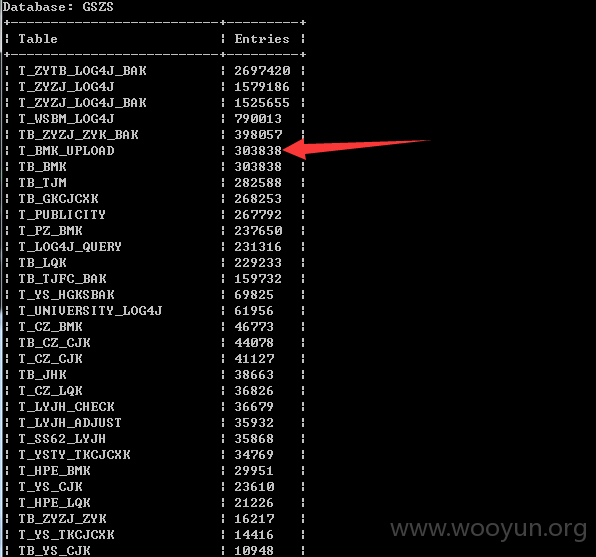 Database: GSZS
+---------------------------+---------+
¦ Table ¦ Entries ¦
+---------------------------+---------+
¦ T_ZYTB_LOG4J_BAK ¦ 2697420 ¦
¦ T_ZYZJ_LOG4J ¦ 1579186 ¦
¦ T_ZYZJ_LOG4J_BAK ¦ 1525655 ¦
¦ T_WSBM_LOG4J ¦ 790013 ¦
¦ TB_ZYZJ_ZYK_BAK ¦ 398057 ¦
¦ T_BMK_UPLOAD ¦ 303838 ¦
¦ TB_BMK ¦ 303838 ¦
¦ TB_TJM ¦ 282588 ¦
¦ TB_GKCJCXK ¦ 268253 ¦
¦ T_PUBLICITY ¦ 267792 ¦
¦ T_PZ_BMK ¦ 237650 ¦
¦ T_LOG4J_QUERY ¦ 231316 ¦
¦ TB_LQK ¦ 229233 ¦
¦ TB_TJFC_BAK ¦ 159732 ¦
¦ T_YS_HGKSBAK ¦ 69825 ¦
¦ T_UNIVERSITY_LOG4J ¦ 61956 ¦
¦ T_CZ_BMK ¦ 46773 ¦
¦ TB_CZ_CJK ¦ 44078 ¦
¦ T_CZ_CJK ¦ 41127 ¦
¦ TB_JHK ¦ 38663 ¦
¦ T_CZ_LQK ¦ 36826 ¦
¦ T_LYJH_CHECK ¦ 36679 ¦
¦ T_LYJH_ADJUST ¦ 35932 ¦
¦ T_SS62_LYJH ¦ 35868 ¦
¦ T_YSTY_TKCJCXK ¦ 34769 ¦
¦ T_HPE_BMK ¦ 29951 ¦
¦ T_YS_CJK ¦ 23610 ¦
¦ T_HPE_LQK ¦ 21226 ¦
¦ TB_ZYZJ_ZYK ¦ 16217 ¦
¦ T_YS_TKCJCXK ¦ 14416 ¦
¦ TB_YS_CJK ¦ 10948 ¦
www.wooyun.org